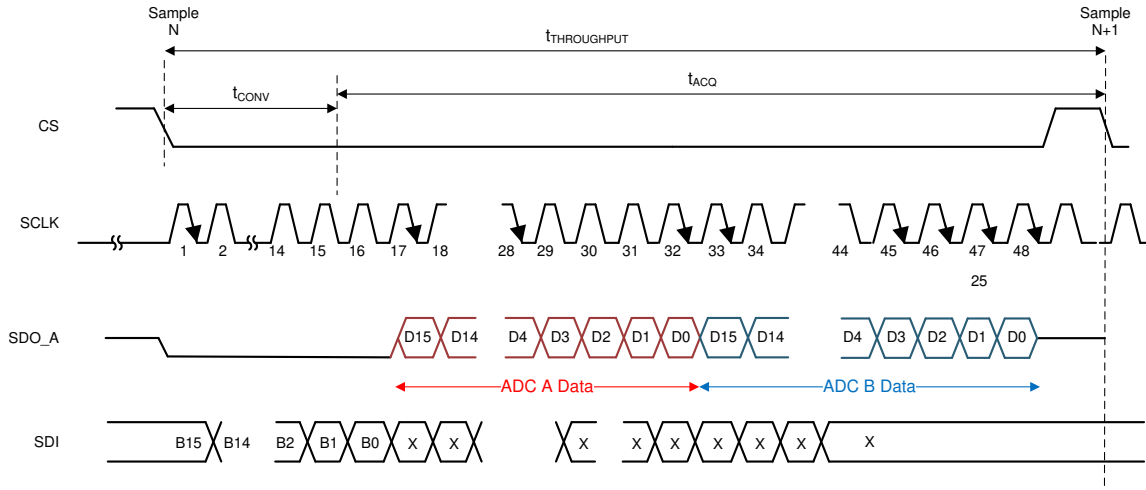 Sample
N
Sample
N+1
tTHROUGHPUT
tCONV
tACQ
CS
SCLK
1 2 14 15 16 17 18 28 29 30 31 32 33 34 44 45 46 47 48
25
SDO_A
D15 D14 D4 D3 D2 D1 D0 D15 D14 D4 D3 D2 D1 D0
ADC A Data
ADC B Data
SDI
B15 B14 B2 B1 B0 X X X X X X X X X